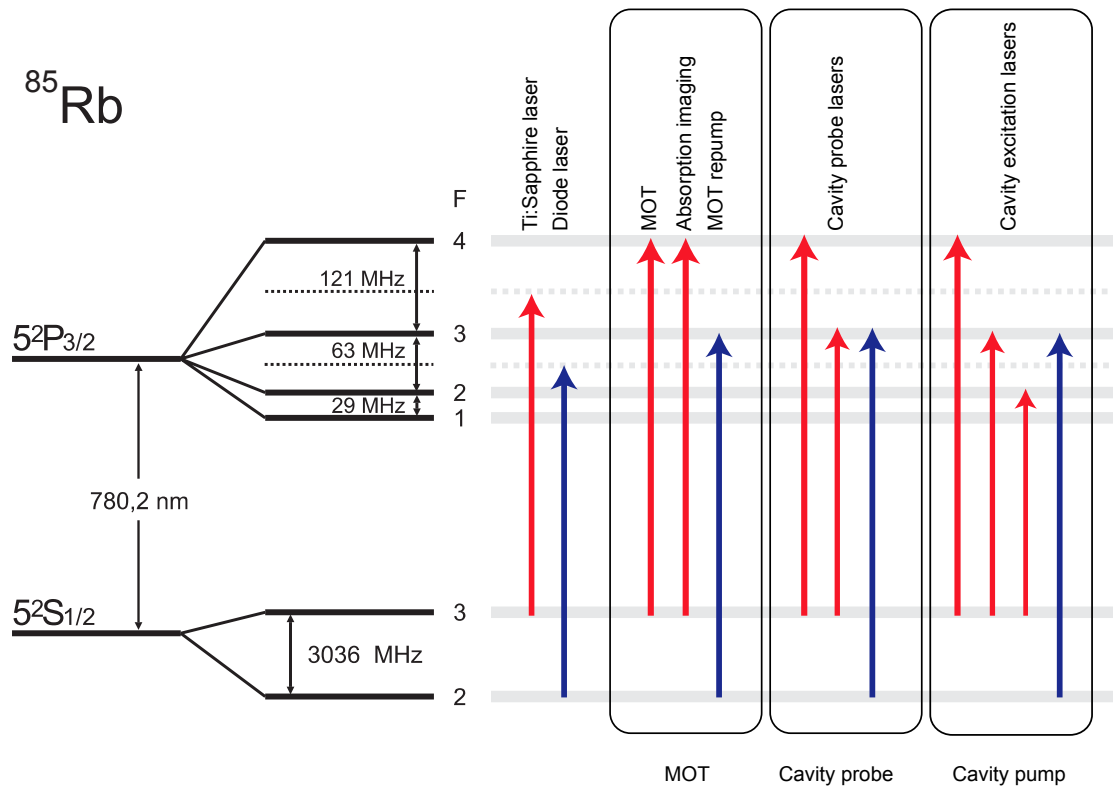 85Rb
F
Ti:Sapphire laser
Diode laser
MOT
Absorption imaging
MOT repump
Cavity probe lasers
Cavity excitation lasers
4
121 MHz
3
5²P3/2
63 MHz
2
29 MHz
1
780,2 nm
5²S1/2
3
3036 MHz
2
MOT
Cavity probe
Cavity pump